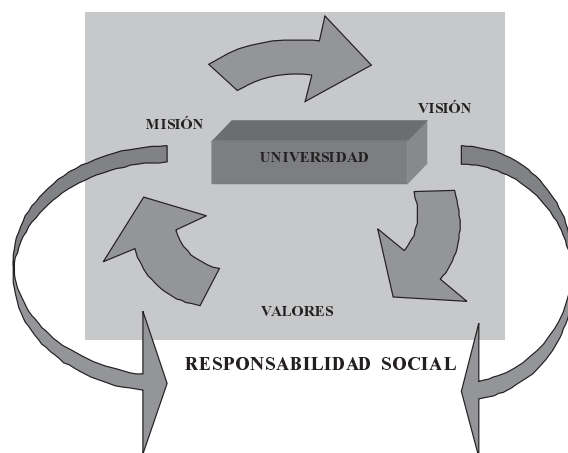 VISIÓN
MISIÓN
UNIVERSIDAD
VALORES
RESPONSABILIDAD SOCIAL